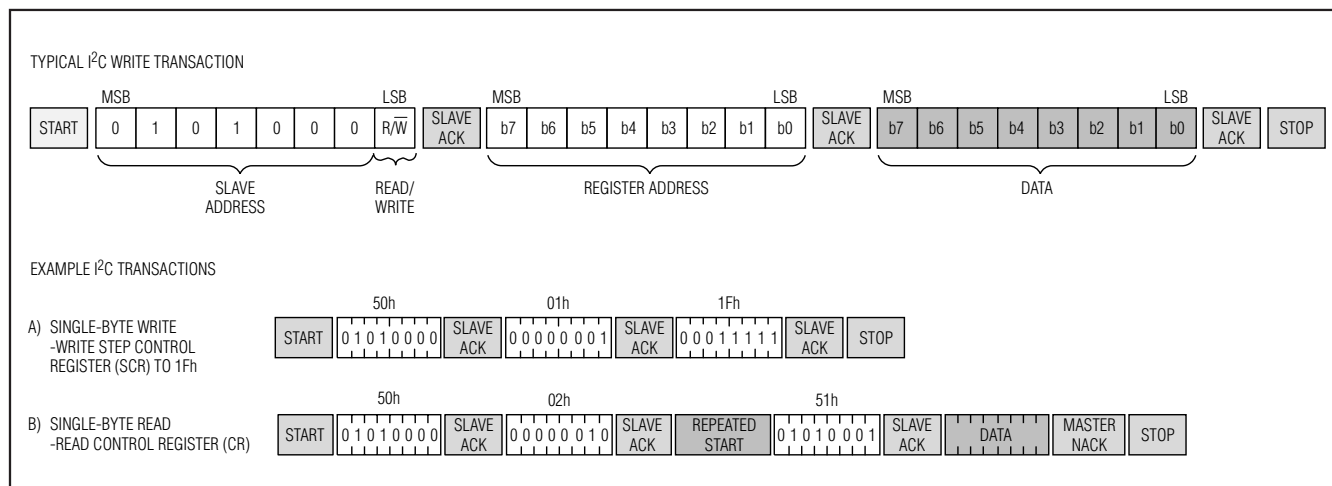 TYPICAL I²C WRITE TRANSACTION
MSB LSB MSB LSB MSB LSB
START 0 1 0 1 0 0 0 R/W̅ SLAVE ACK b7 b6 b5 b4 b3 b2 b1 b0 SLAVE ACK b7 b6 b5 b4 b3 b2 b1 b0 SLAVE ACK STOP
SLAVE ADDRESS READ/WRITE REGISTER ADDRESS DATA
EXAMPLE I²C TRANSACTIONS
50h 01h 1Fh
A) SINGLE-BYTE WRITE
-WRITE STEP CONTROL
REGISTER (SCR) TO 1Fh
START 0 1 0 1 0 0 0 0 SLAVE ACK 0 0 0 0 0 0 0 1 SLAVE ACK 0 0 0 1 1 1 1 1 SLAVE ACK STOP
50h 02h 51h
B) SINGLE-BYTE READ
-READ CONTROL REGISTER (CR)
START 0 1 0 1 0 0 0 0 SLAVE ACK 0 0 0 0 0 0 1 0 SLAVE ACK REPEATED START 0 1 0 1 0 0 0 1 SLAVE ACK DATA MASTER NACK STOP